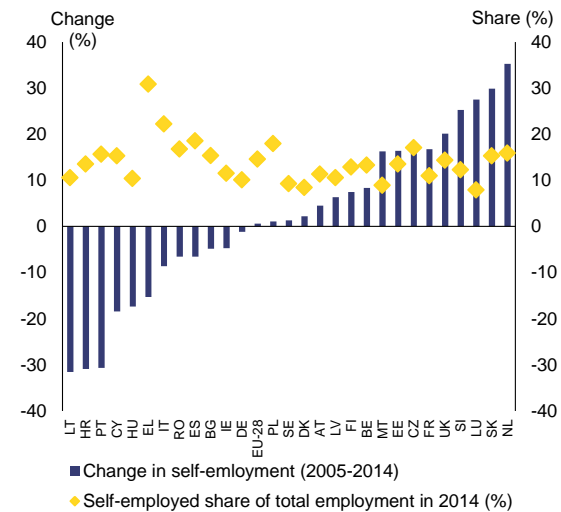 Change (%)
Share (%)
40 40
30 30
20 20
10 10
0 0
-10 -10
-20 -20
-30 -30
-40 -40
LT HR PT CY HU EL IT RO ES BG IE DE EU-28 PL SE DK AT LV FI BE MT EE CZ FR UK SI LU SK NL
Change in self-emloyment (2005-2014)
Self-employed share of total employment in 2014 (%)